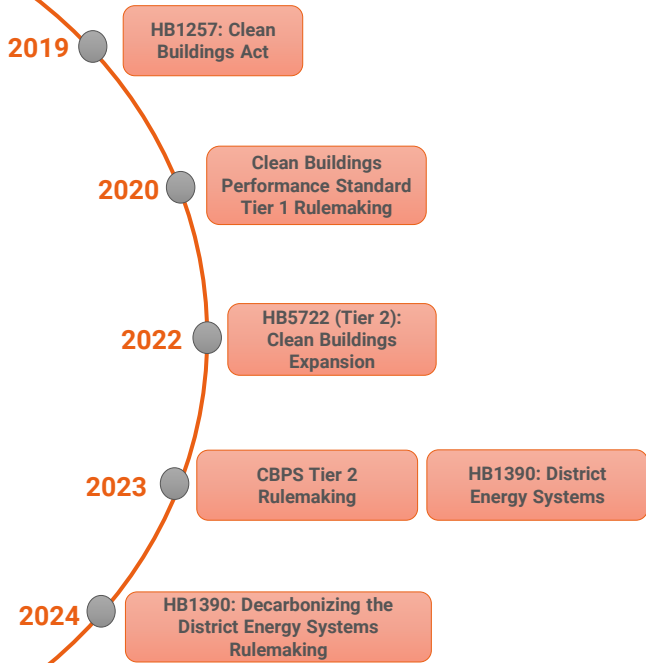 2019
HB1257: Clean
Buildings Act
2020
Clean Buildings
Performance Standard
Tier 1 Rulemaking
2022
HB5722 (Tier 2):
Clean Buildings
Expansion
2023
CBPS Tier 2
Rulemaking
HB1390: District
Energy Systems
2024
HB1390: Decarbonizing the
District Energy Systems
Rulemaking